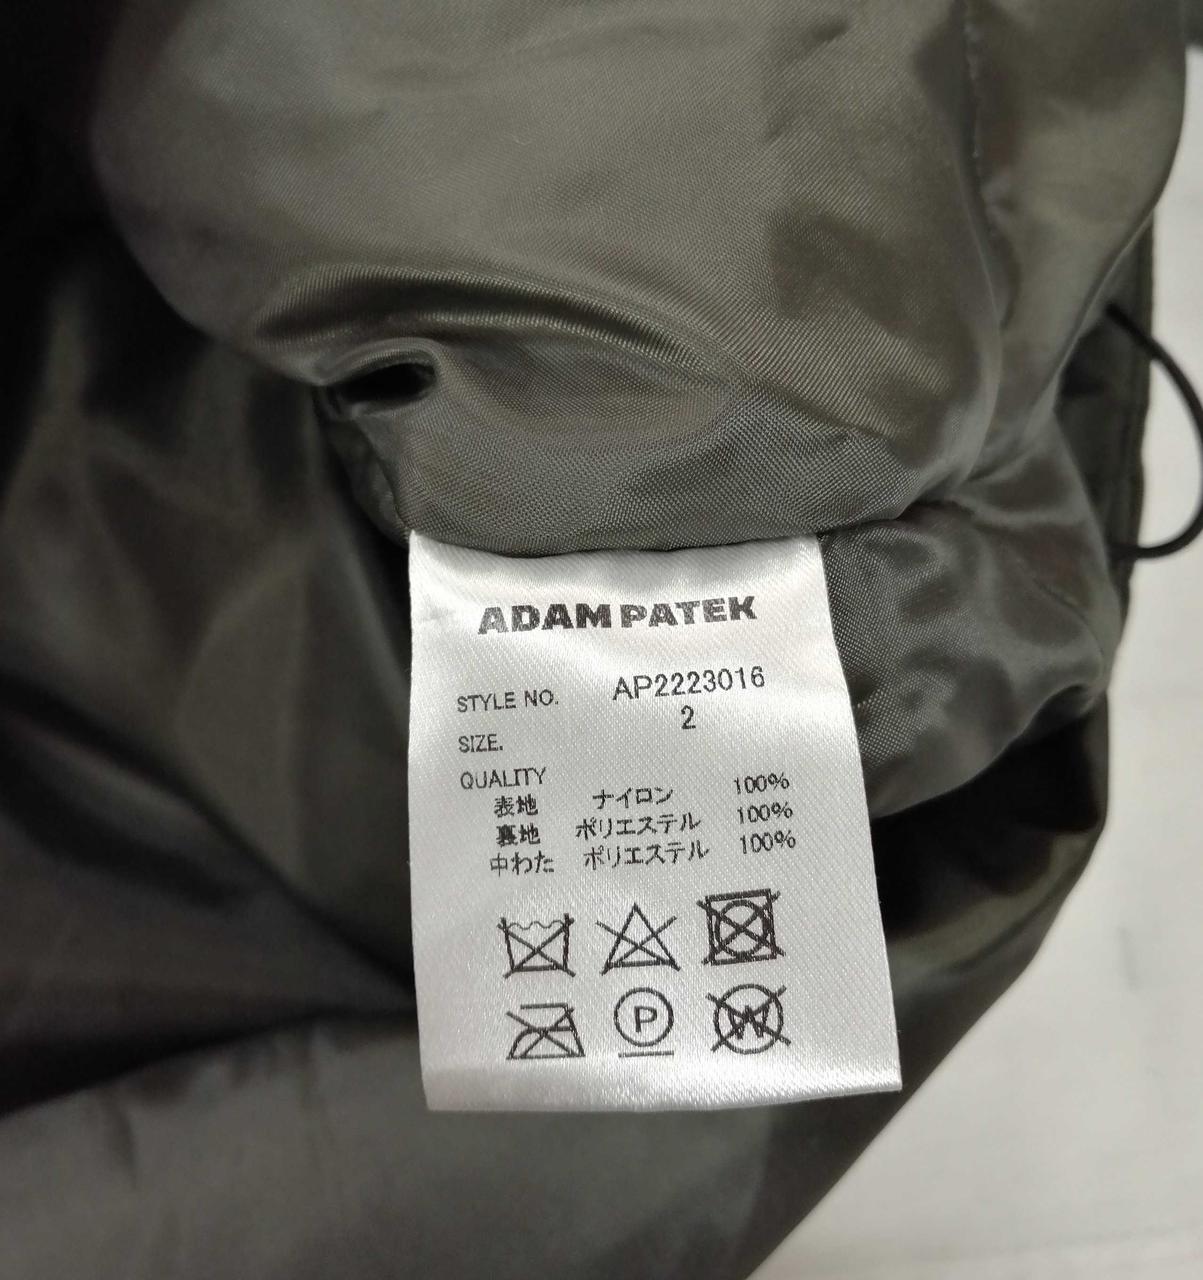 ADAM PATEK
STYLE NO. AP2223016
SIZE. 2
QUALITY
表地 ナイロン 100%
裏地 ポリエステル 100%
中わた ポリエステル 100%
P
W